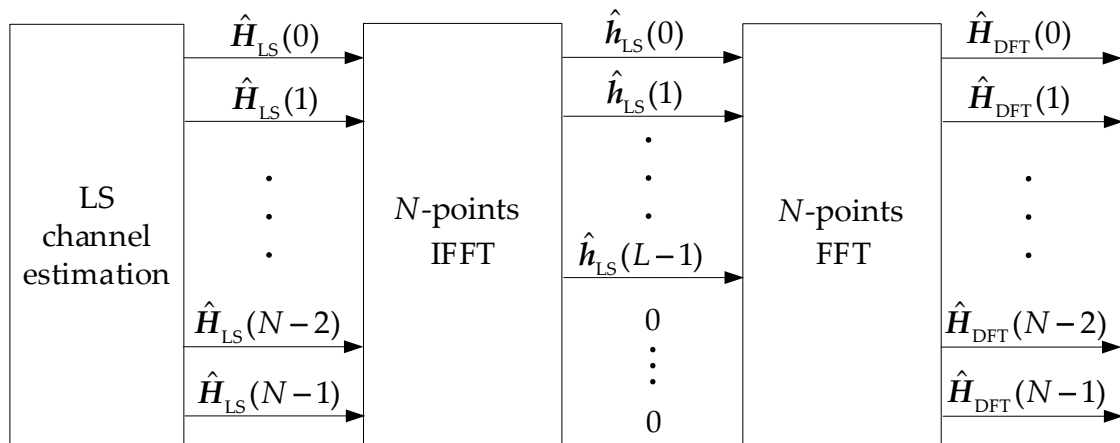 LS
channel
estimation
Ĥ_LS(0)
Ĥ_LS(1)
Ĥ_LS(N−2)
Ĥ_LS(N−1)
N-points
IFFT
ĥ_LS(0)
ĥ_LS(1)
ĥ_LS(L−1)
0
0
N-points
FFT
Ĥ_DFT(0)
Ĥ_DFT(1)
Ĥ_DFT(N−2)
Ĥ_DFT(N−1)